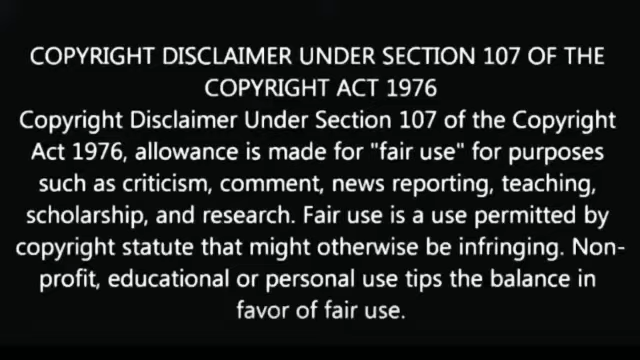 COPYRIGHT DISCLAIMER UNDER SECTION 107 OF THE
COPYRIGHT ACT 1976
Copyright Disclaimer Under Section 107 of the Copyright
Act 1976, allowance is made for "fair use" for purposes
such as criticism, comment, news reporting, teaching,
scholarship, and research. Fair use is a use permitted by
copyright statute that might otherwise be infringing. Non-
profit, educational or personal use tips the balance in
favor of fair use.